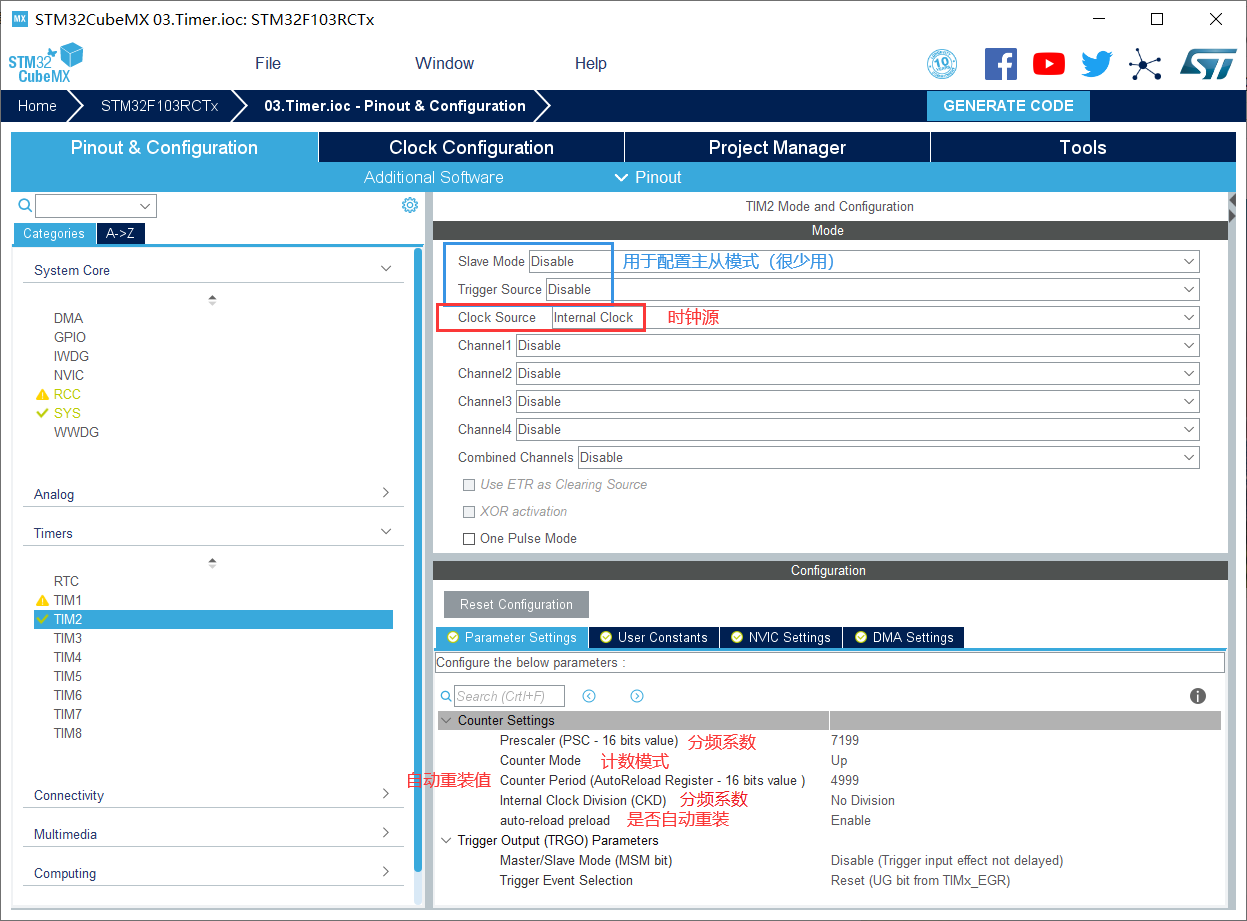 MX STM32CubeMX 03.Timer.ioc: STM32F103RCTx
STM32 CubeMX
File Window Help
10
ST
Home STM32F103RCTx 03.Timer.ioc - Pinout & Configuration GENERATE CODE
Pinout & Configuration Clock Configuration Project Manager Tools
Additional Software Pinout
Categories A->Z
System Core
DMA
GPIO
IWDG
NVIC
RCC
SYS
WWDG
Analog
Timers
RTC
TIM1
TIM2
TIM3
TIM4
TIM5
TIM6
TIM7
TIM8
Connectivity
Multimedia
Computing
TIM2 Mode and Configuration
Mode
Slave Mode Disable 用于配置主从模式（很少用）
Trigger Source Disable
Clock Source Internal Clock 时钟源
Channel1 Disable
Channel2 Disable
Channel3 Disable
Channel4 Disable
Combined Channels Disable
Use ETR as Clearing Source
XOR activation
One Pulse Mode
Configuration
Reset Configuration
Parameter Settings User Constants NVIC Settings DMA Settings
Configure the below parameters :
Search (CrtI+F)
Counter Settings
Prescaler (PSC - 16 bits value) 分频系数 7199
Counter Mode 计数模式 Up
自动重装值 Counter Period (AutoReload Register - 16 bits value ) 4999
Internal Clock Division (CKD) 分频系数 No Division
auto-reload preload 是否自动重装 Enable
Trigger Output (TRGO) Parameters
Master/Slave Mode (MSM bit) Disable (Trigger input effect not delayed)
Trigger Event Selection Reset (UG bit from TIMx_EGR)